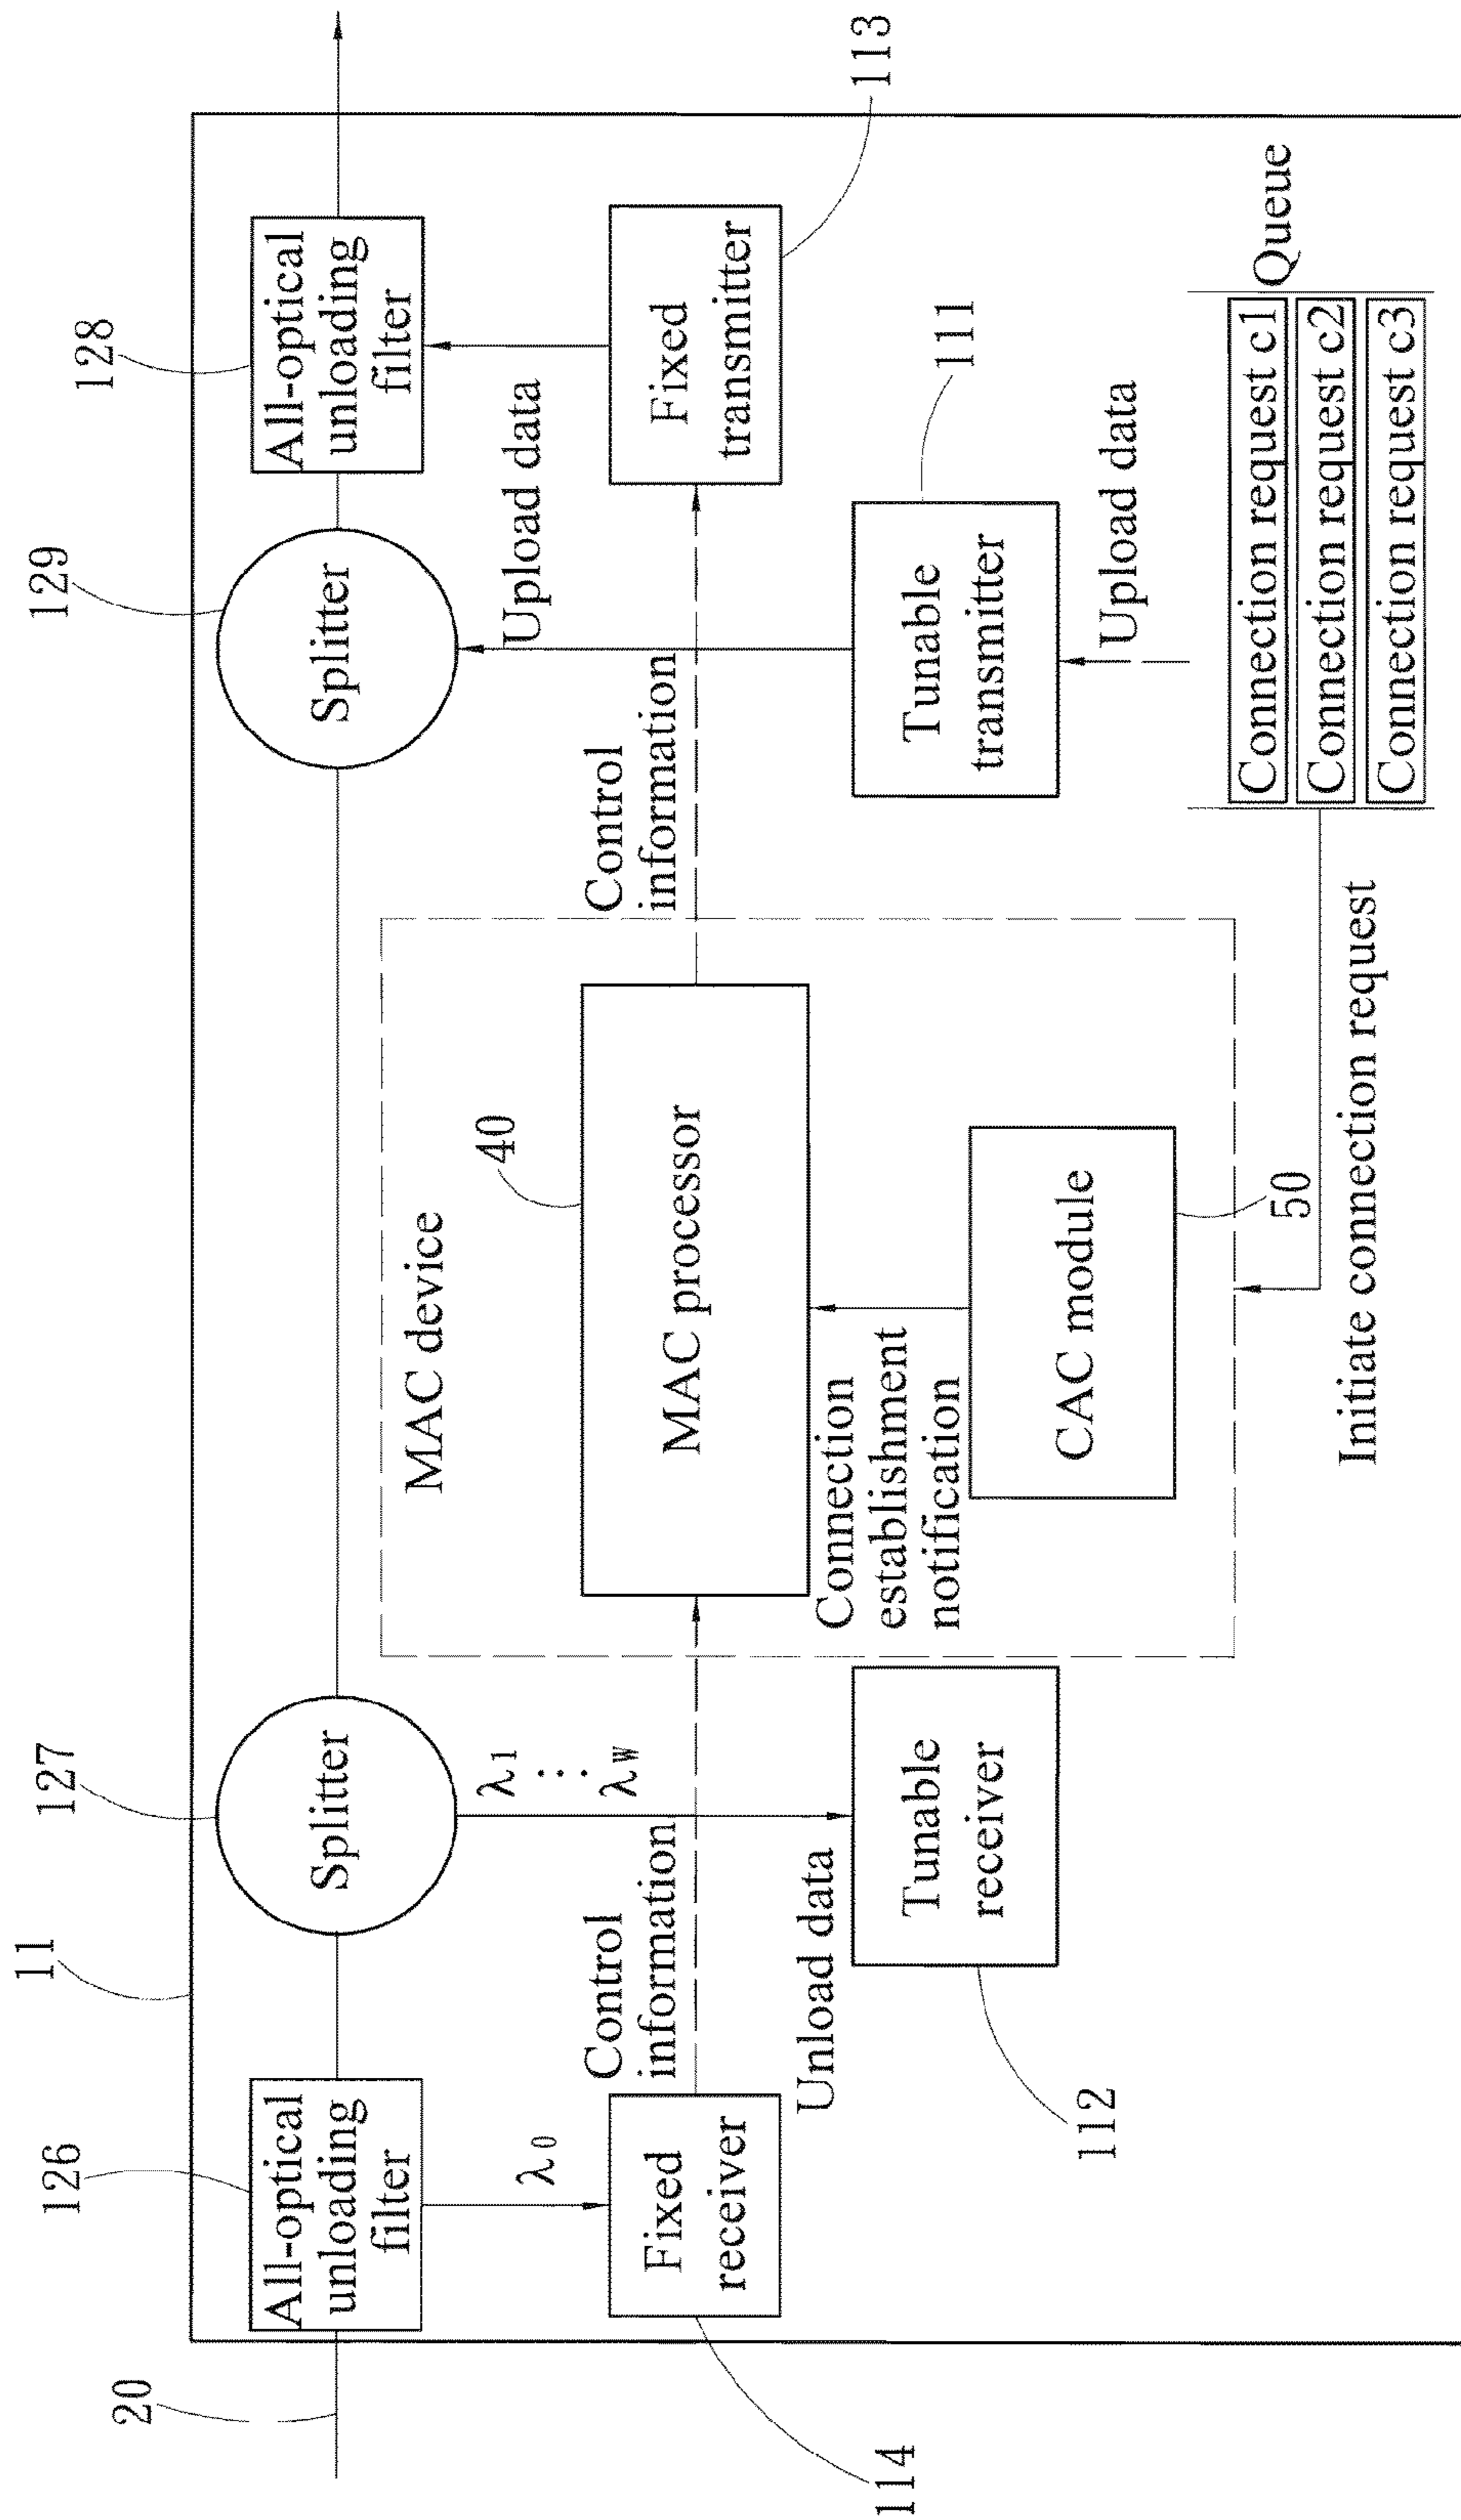 11
127
129
126
128
20
All-optical
unloading
filter
Splitter
Splitter
All-optical
unloading
filter
λ0
λ1
⋮
λW
MAC device
Upload data
Control
information
40
Control
information
Fixed
receiver
MAC processor
Fixed
transmitter
114
113
Unload data
Connection
establishment
notification
111
Tunable
receiver
CAC module
Tunable
transmitter
112
50
Upload data
Initiate connection request
Queue
Connection request c1
Connection request c2
Connection request c3